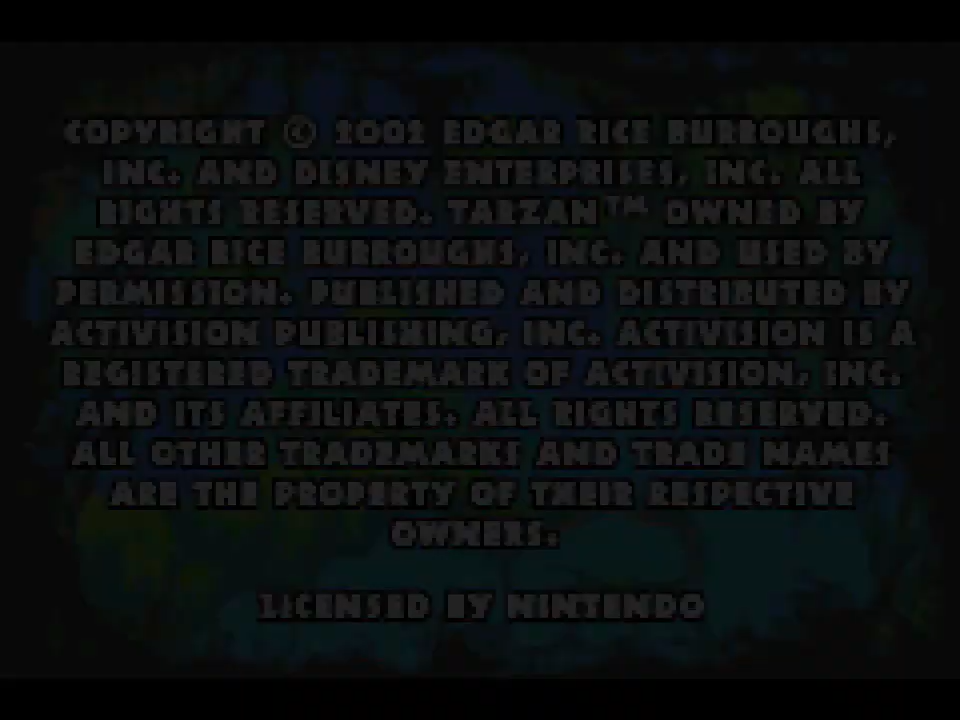 COPYRIGHT © 2002 EDGAR RICE BURROUGHS,
INC. AND DISNEY ENTERPRISES, INC. ALL
RIGHTS RESERVED. TARZAN™ OWNED BY
EDGAR RICE BURROUGHS, INC. AND USED BY
PERMISSION. PUBLISHED AND DISTRIBUTED BY
ACTIVISION PUBLISHING, INC. ACTIVISION IS A
REGISTERED TRADEMARK OF ACTIVISION, INC.
AND ITS AFFILIATES. ALL RIGHTS RESERVED.
ALL OTHER TRADEMARKS AND TRADE NAMES
ARE THE PROPERTY OF THEIR RESPECTIVE
OWNERS.
LICENSED BY NINTENDO